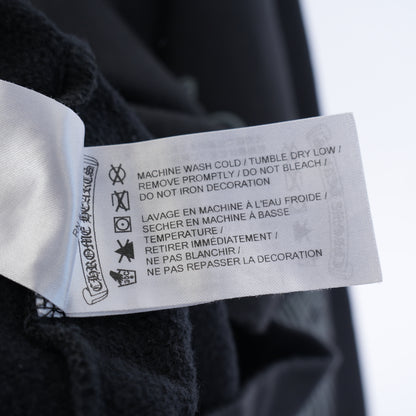 CHROME HEARTS
MACHINE WASH COLD / TUMBLE DRY LOW /
REMOVE PROMPTLY / DO NOT BLEACH /
DO NOT IRON DECORATION
LAVAGE EN MACHINE À L'EAU FROIDE /
SECHER EN MACHINE À BASSE
TEMPERATURE /
RETIRER IMMÉDIATEMENT /
NE PAS BLANCHIR /
NE PAS REPASSER LA DECORATION